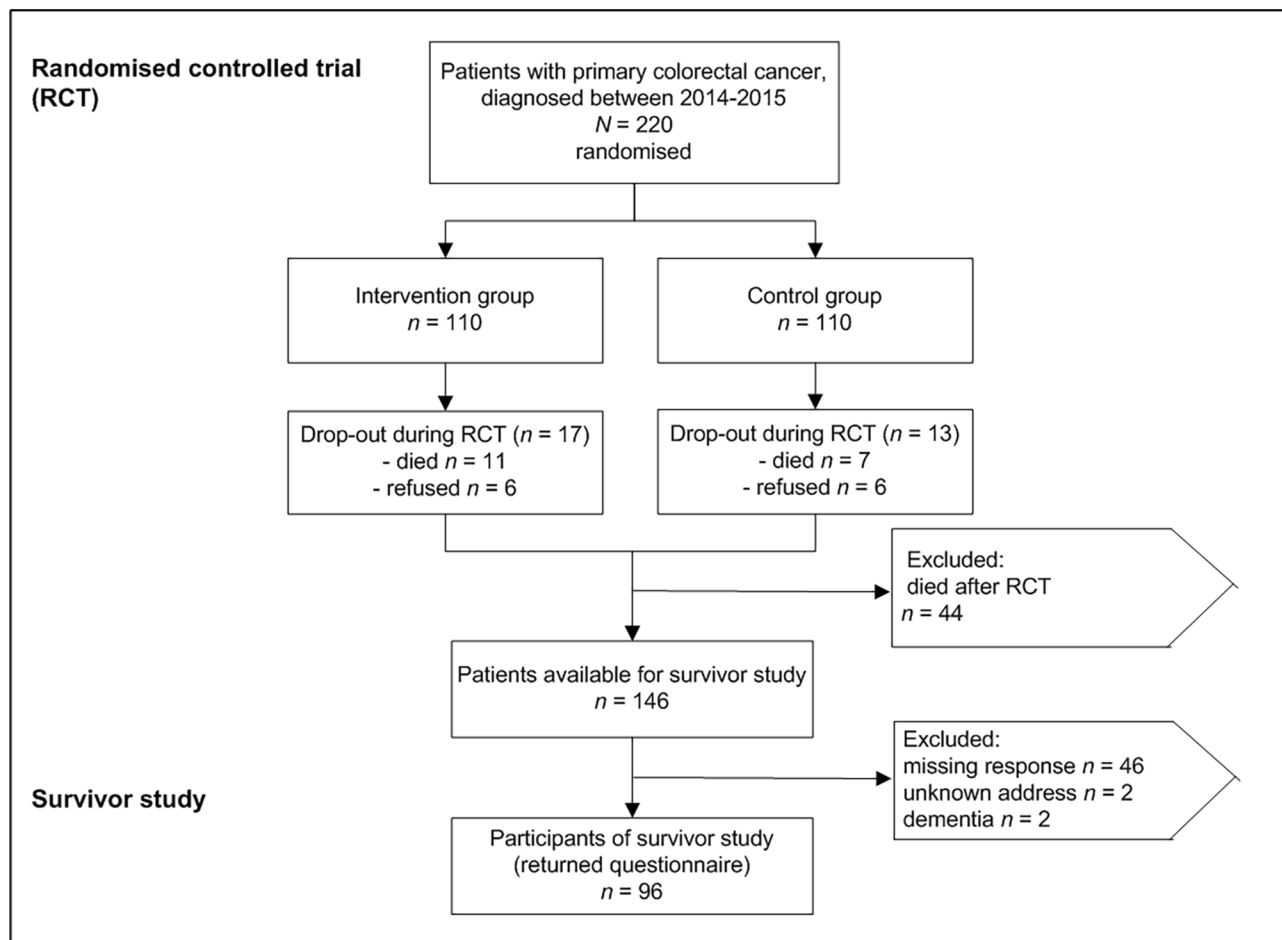 Randomised controlled trial
(RCT)
Patients with primary colorectal cancer,
diagnosed between 2014-2015
N = 220
randomised
Intervention group
n = 110
Control group
n = 110
Drop-out during RCT (n = 17)
- died n = 11
- refused n = 6
Drop-out during RCT (n = 13)
- died n = 7
- refused n = 6
Excluded:
died after RCT
n = 44
Patients available for survivor study
n = 146
Excluded:
missing response n = 46
unknown address n = 2
dementia n = 2
Survivor study
Participants of survivor study
(returned questionnaire)
n = 96